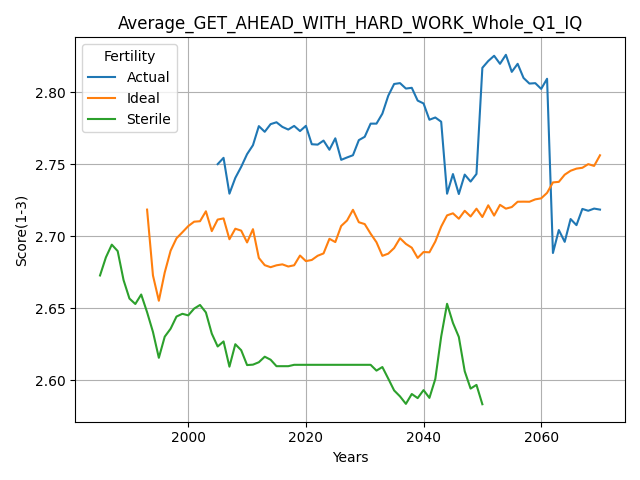 Average_GET_AHEAD_WITH_HARD_WORK_Whole_Q1_IQ
Fertility
Actual
Ideal
Sterile
Score(1-3)
2.80
2.75
2.70
2.65
2.60
2000
2020
2040
2060
Years